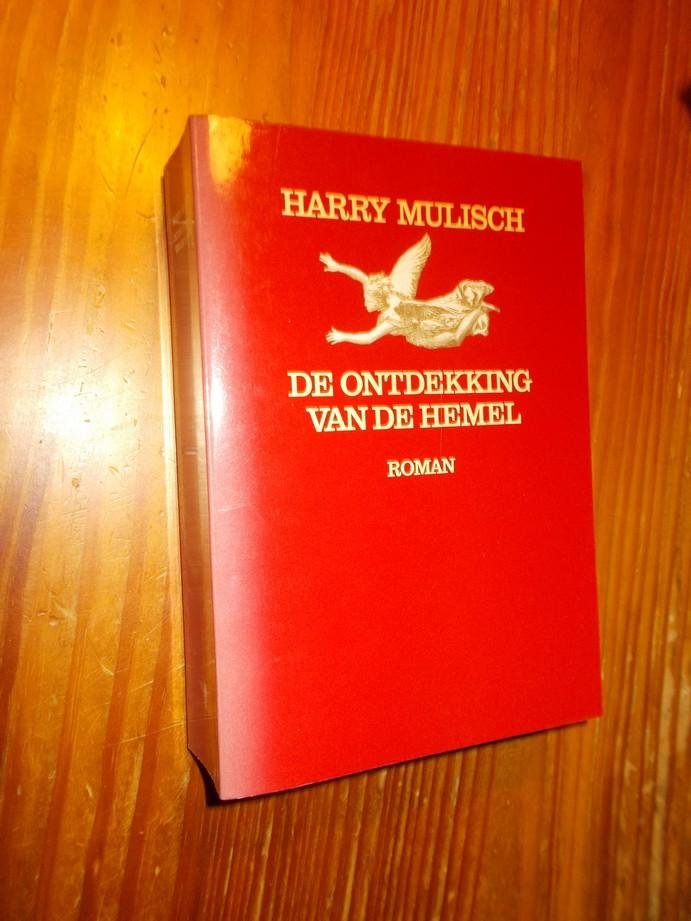 HARRY MULISCH
DE ONTDEKKING
VAN DE HEMEL
ROMAN